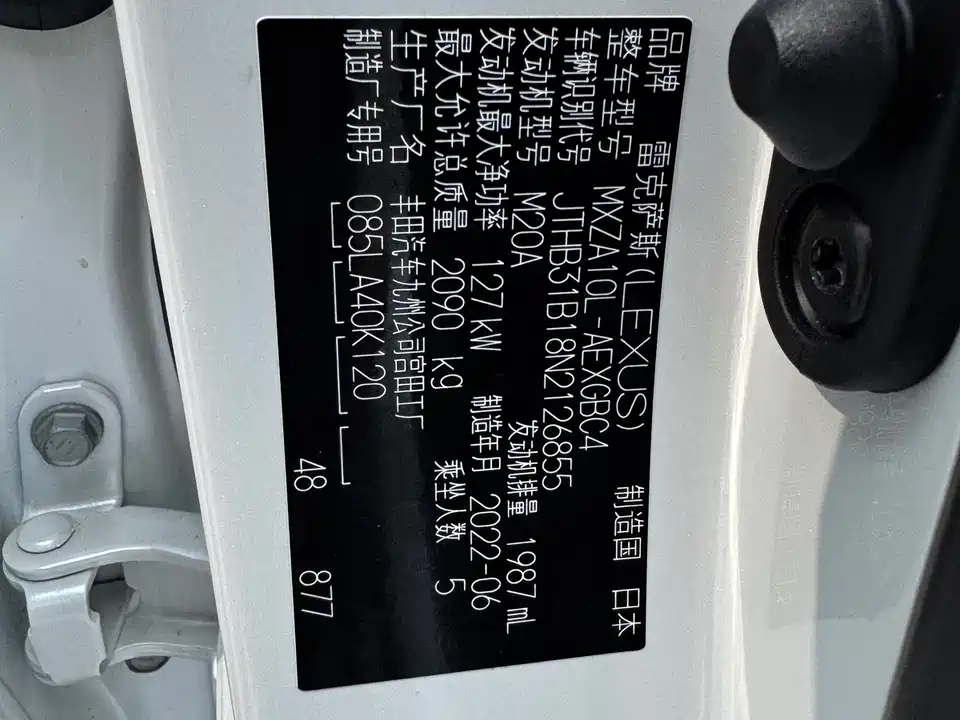 品牌 雷克萨斯(LEXUS) 制造国 日本
整车型号 MXZA10L-AEXGBC4
车辆识别代号 JTHB31B18N2126855
发动机型号 M20A 发动机排量 1987 mL
发动机最大净功率 127 kW 制造年月 2022-06
最大允许总质量 2090 kg 乘坐人数 5
生产厂名 丰田汽车九州公司宫田工厂
制造厂专用号 085LA40K120
48 877